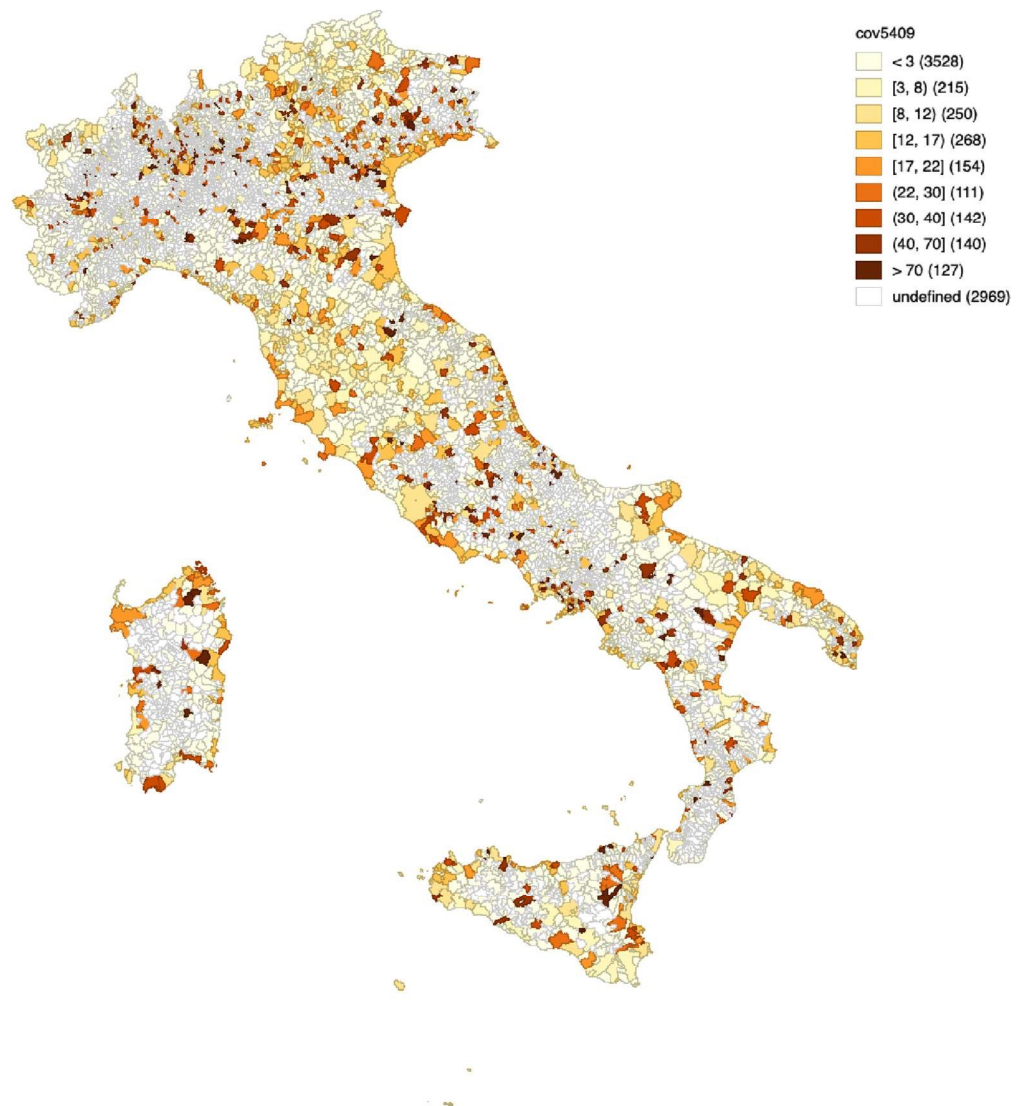 cov5409
< 3 (3528)
[3, 8) (215)
[8, 12) (250)
[12, 17) (268)
[17, 22] (154)
(22, 30] (111)
(30, 40] (142)
(40, 70] (140)
> 70 (127)
undefined (2969)